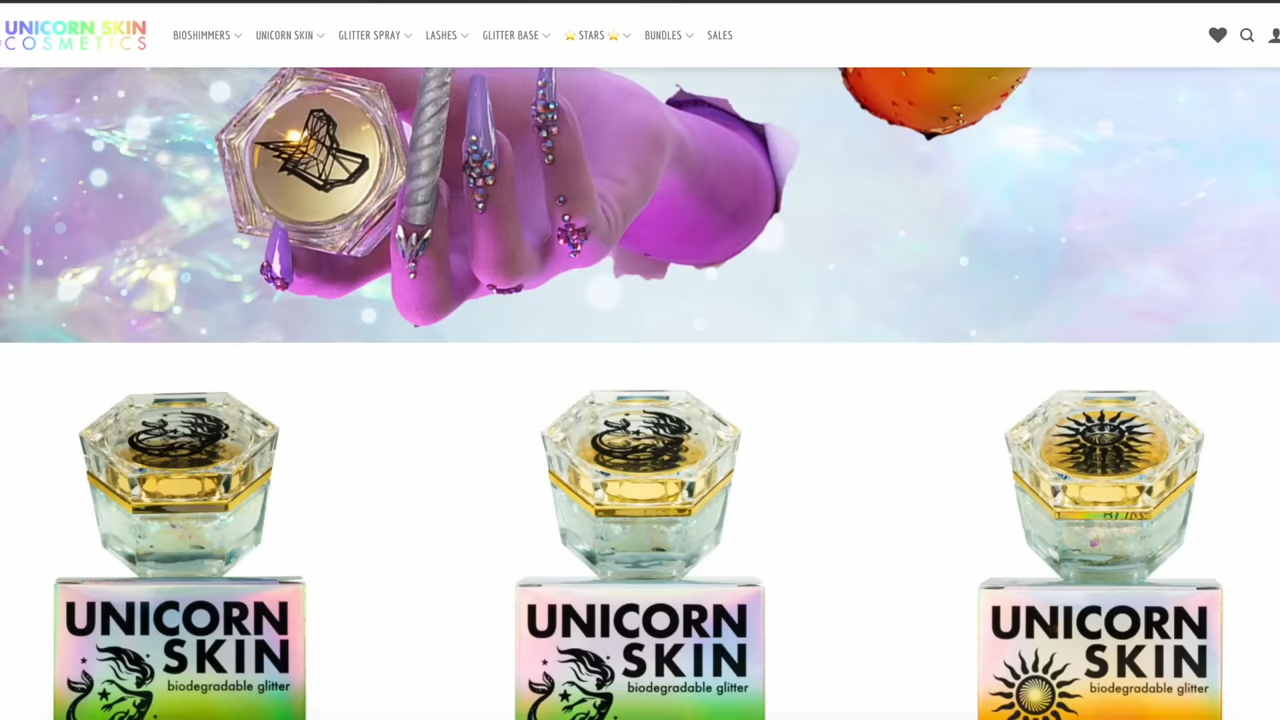 UNICORN SKIN
COSMETICS
BIOSHIMMERS UNICORN SKIN GLITTER SPRAY LASHES GLITTER BASE ⭐ STARS ⭐ BUNDLES SALES
UNICORN
SKIN
biodegradable glitter
UNICORN
SKIN
biodegradable glitter
UNICORN
SKIN
biodegradable glitter